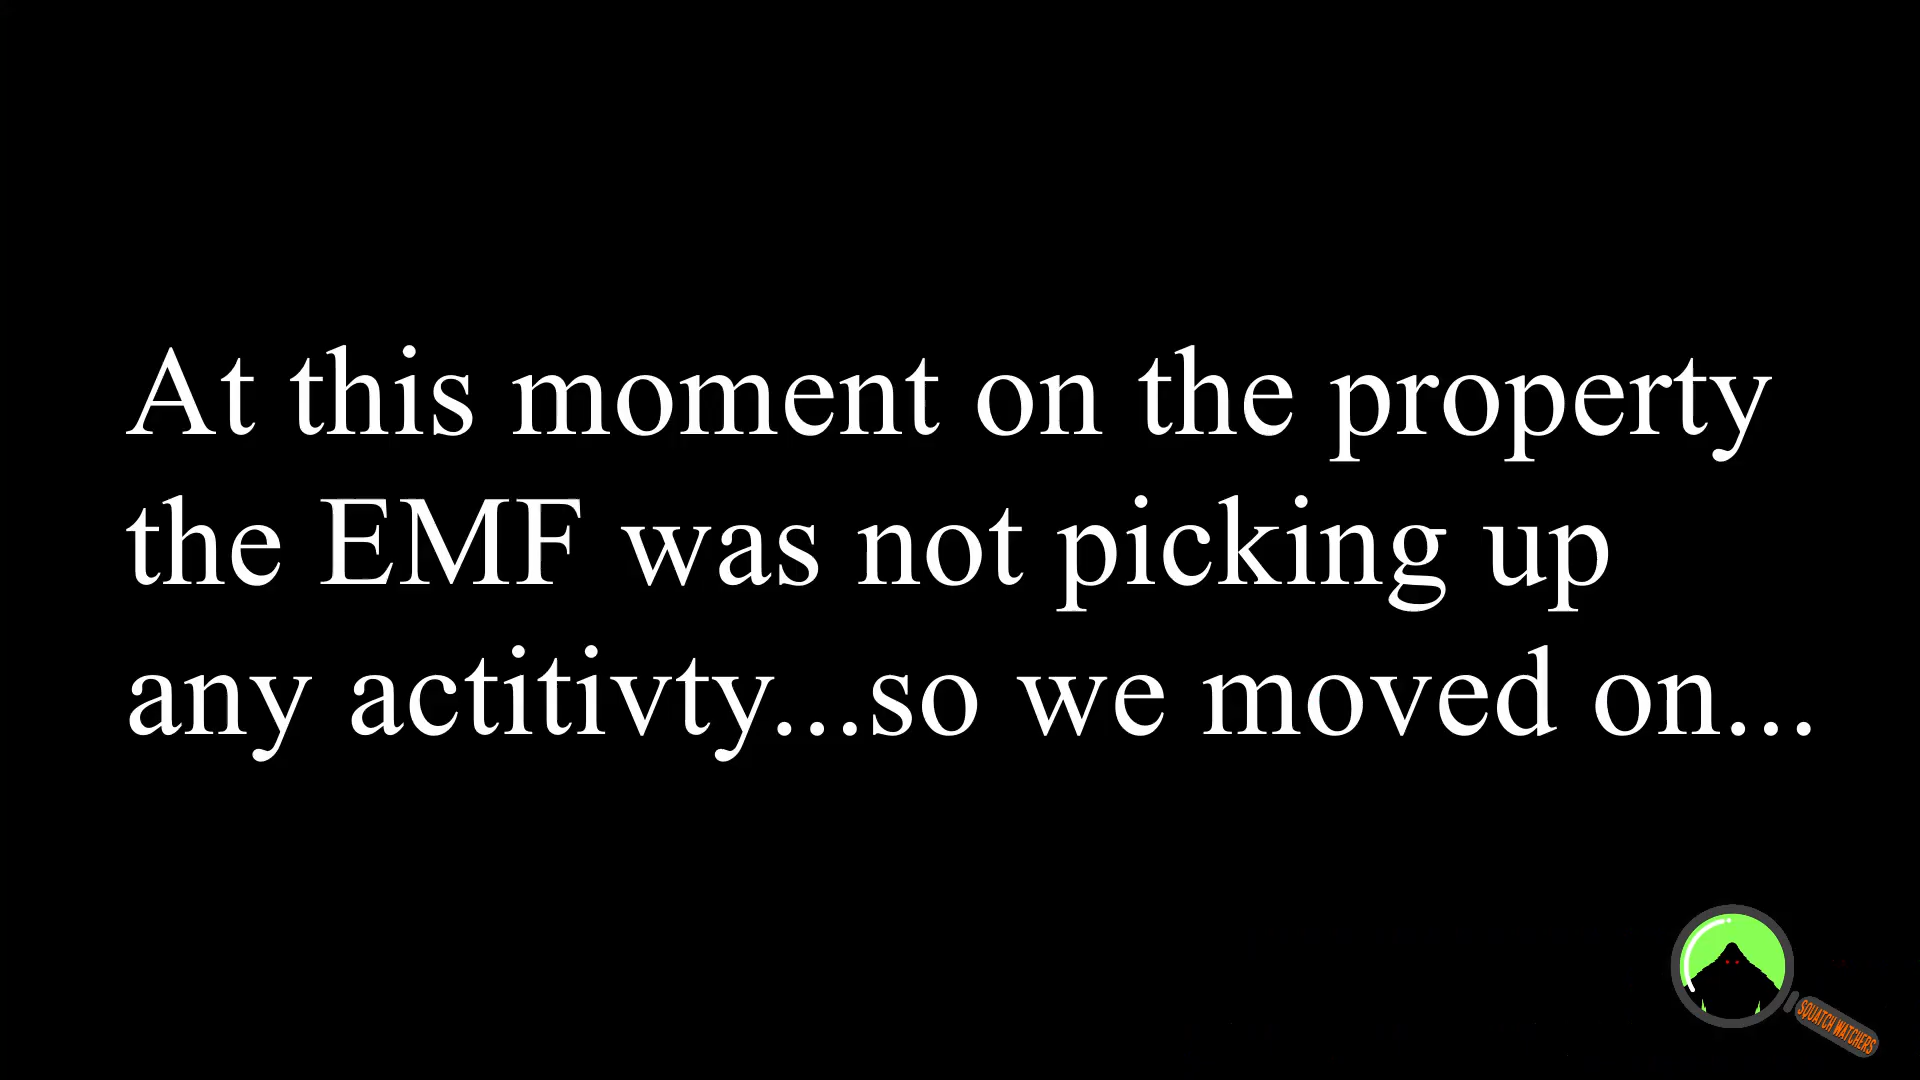 At this moment on the property
the EMF was not picking up
any actitivty...so we moved on...
SQUATCH WATCHERS